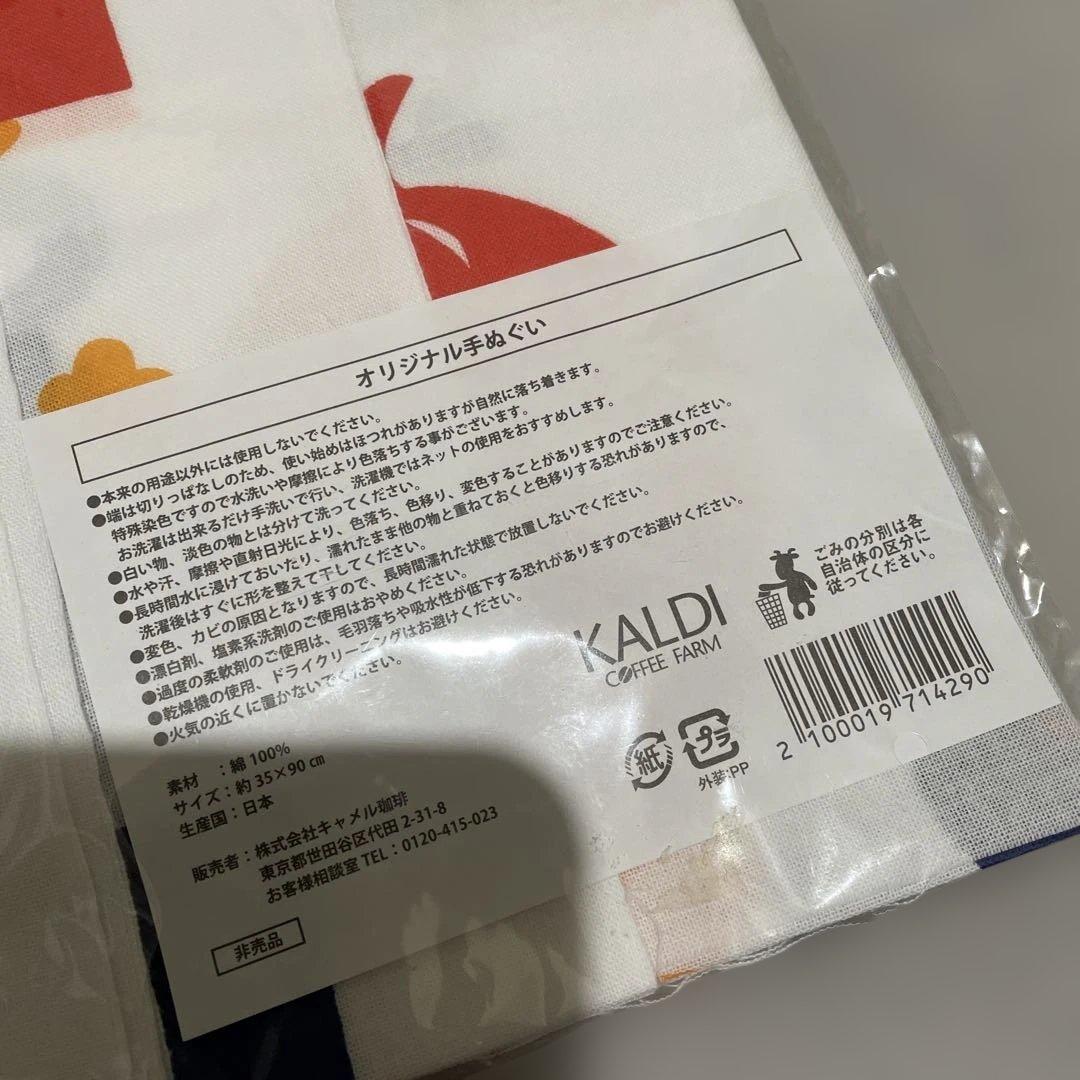 オリジナル手ぬぐい
●本来の用途以外には使用しないでください。
●端は切りっぱなしのため、使い始めはほつれがありますが自然に落ち着きます。
特殊染色ですので水洗いや摩擦により色落ちする事がございます。
お洗濯は出来るだけ手洗いで行い、洗濯機ではネットの使用をおすすめします。
●白い物、淡色の物とは分けて洗ってください。
●水や汗、摩擦や直射日光により、色落ち、色移り、変色することがありますのでご注意ください。
●長時間水に浸けておいたり、濡れたまま他の物と重ねておくと色移りする恐れがありますので、
洗濯後はすぐに形を整えて干してください。
●変色、カビの原因となりますので、長時間濡れた状態で放置しないでください。
●漂白剤、塩素系洗剤のご使用はおやめください。
●過度の柔軟剤のご使用は、毛羽落ちや吸水性が低下する恐れがありますのでお避けください。
●乾燥機の使用、ドライクリーニングはお避けください。
●火気の近くに置かないでください。
素材 ：綿 100%
サイズ：約 35×90 ㎝
生産国：日本
販売者：株式会社キャメル珈琲
東京都世田谷区代田 2-31-8
お客様相談室 TEL：0120-415-023
非売品
KALDI
COFFEE FARM
ごみの分別は各
自治体の区分に
従ってください。
紙
プラ
外装:PP
2 100019 714290